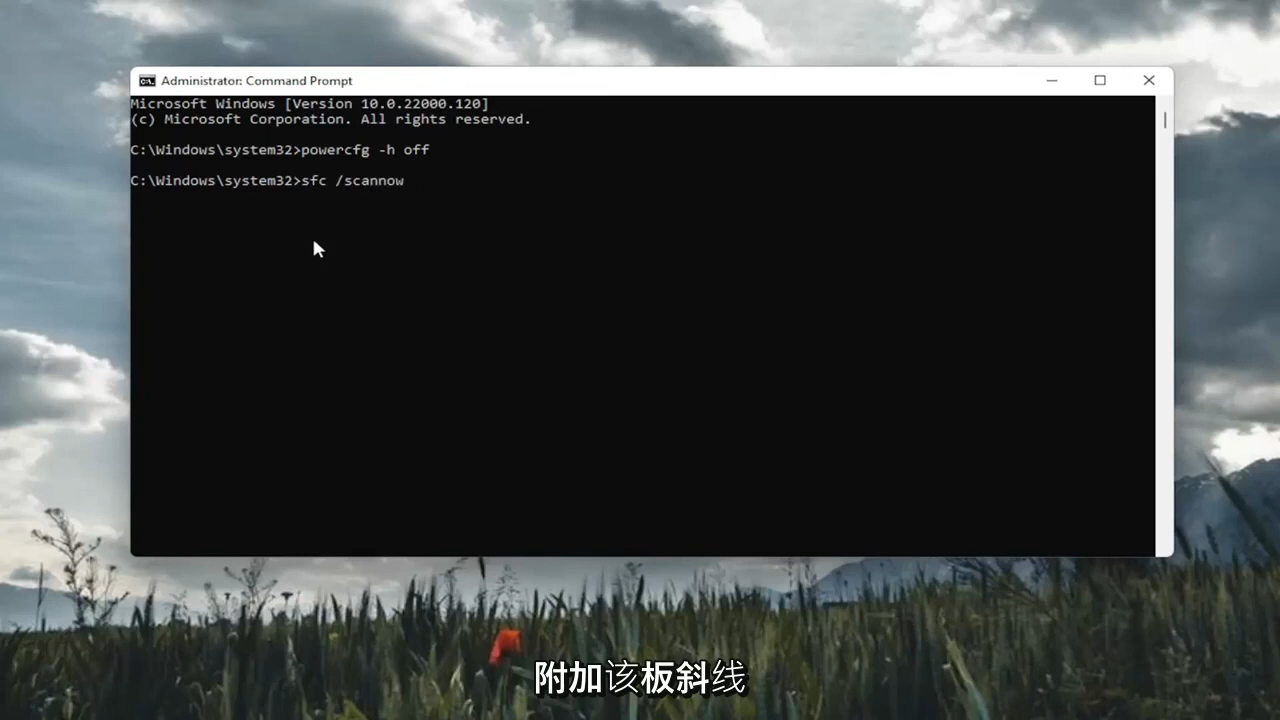 Administrator: Command Prompt
Microsoft Windows [Version 10.0.22000.120]
(c) Microsoft Corporation. All rights reserved.
C:\Windows\system32>powercfg -h off
C:\Windows\system32>sfc /scannow
附加该板斜线